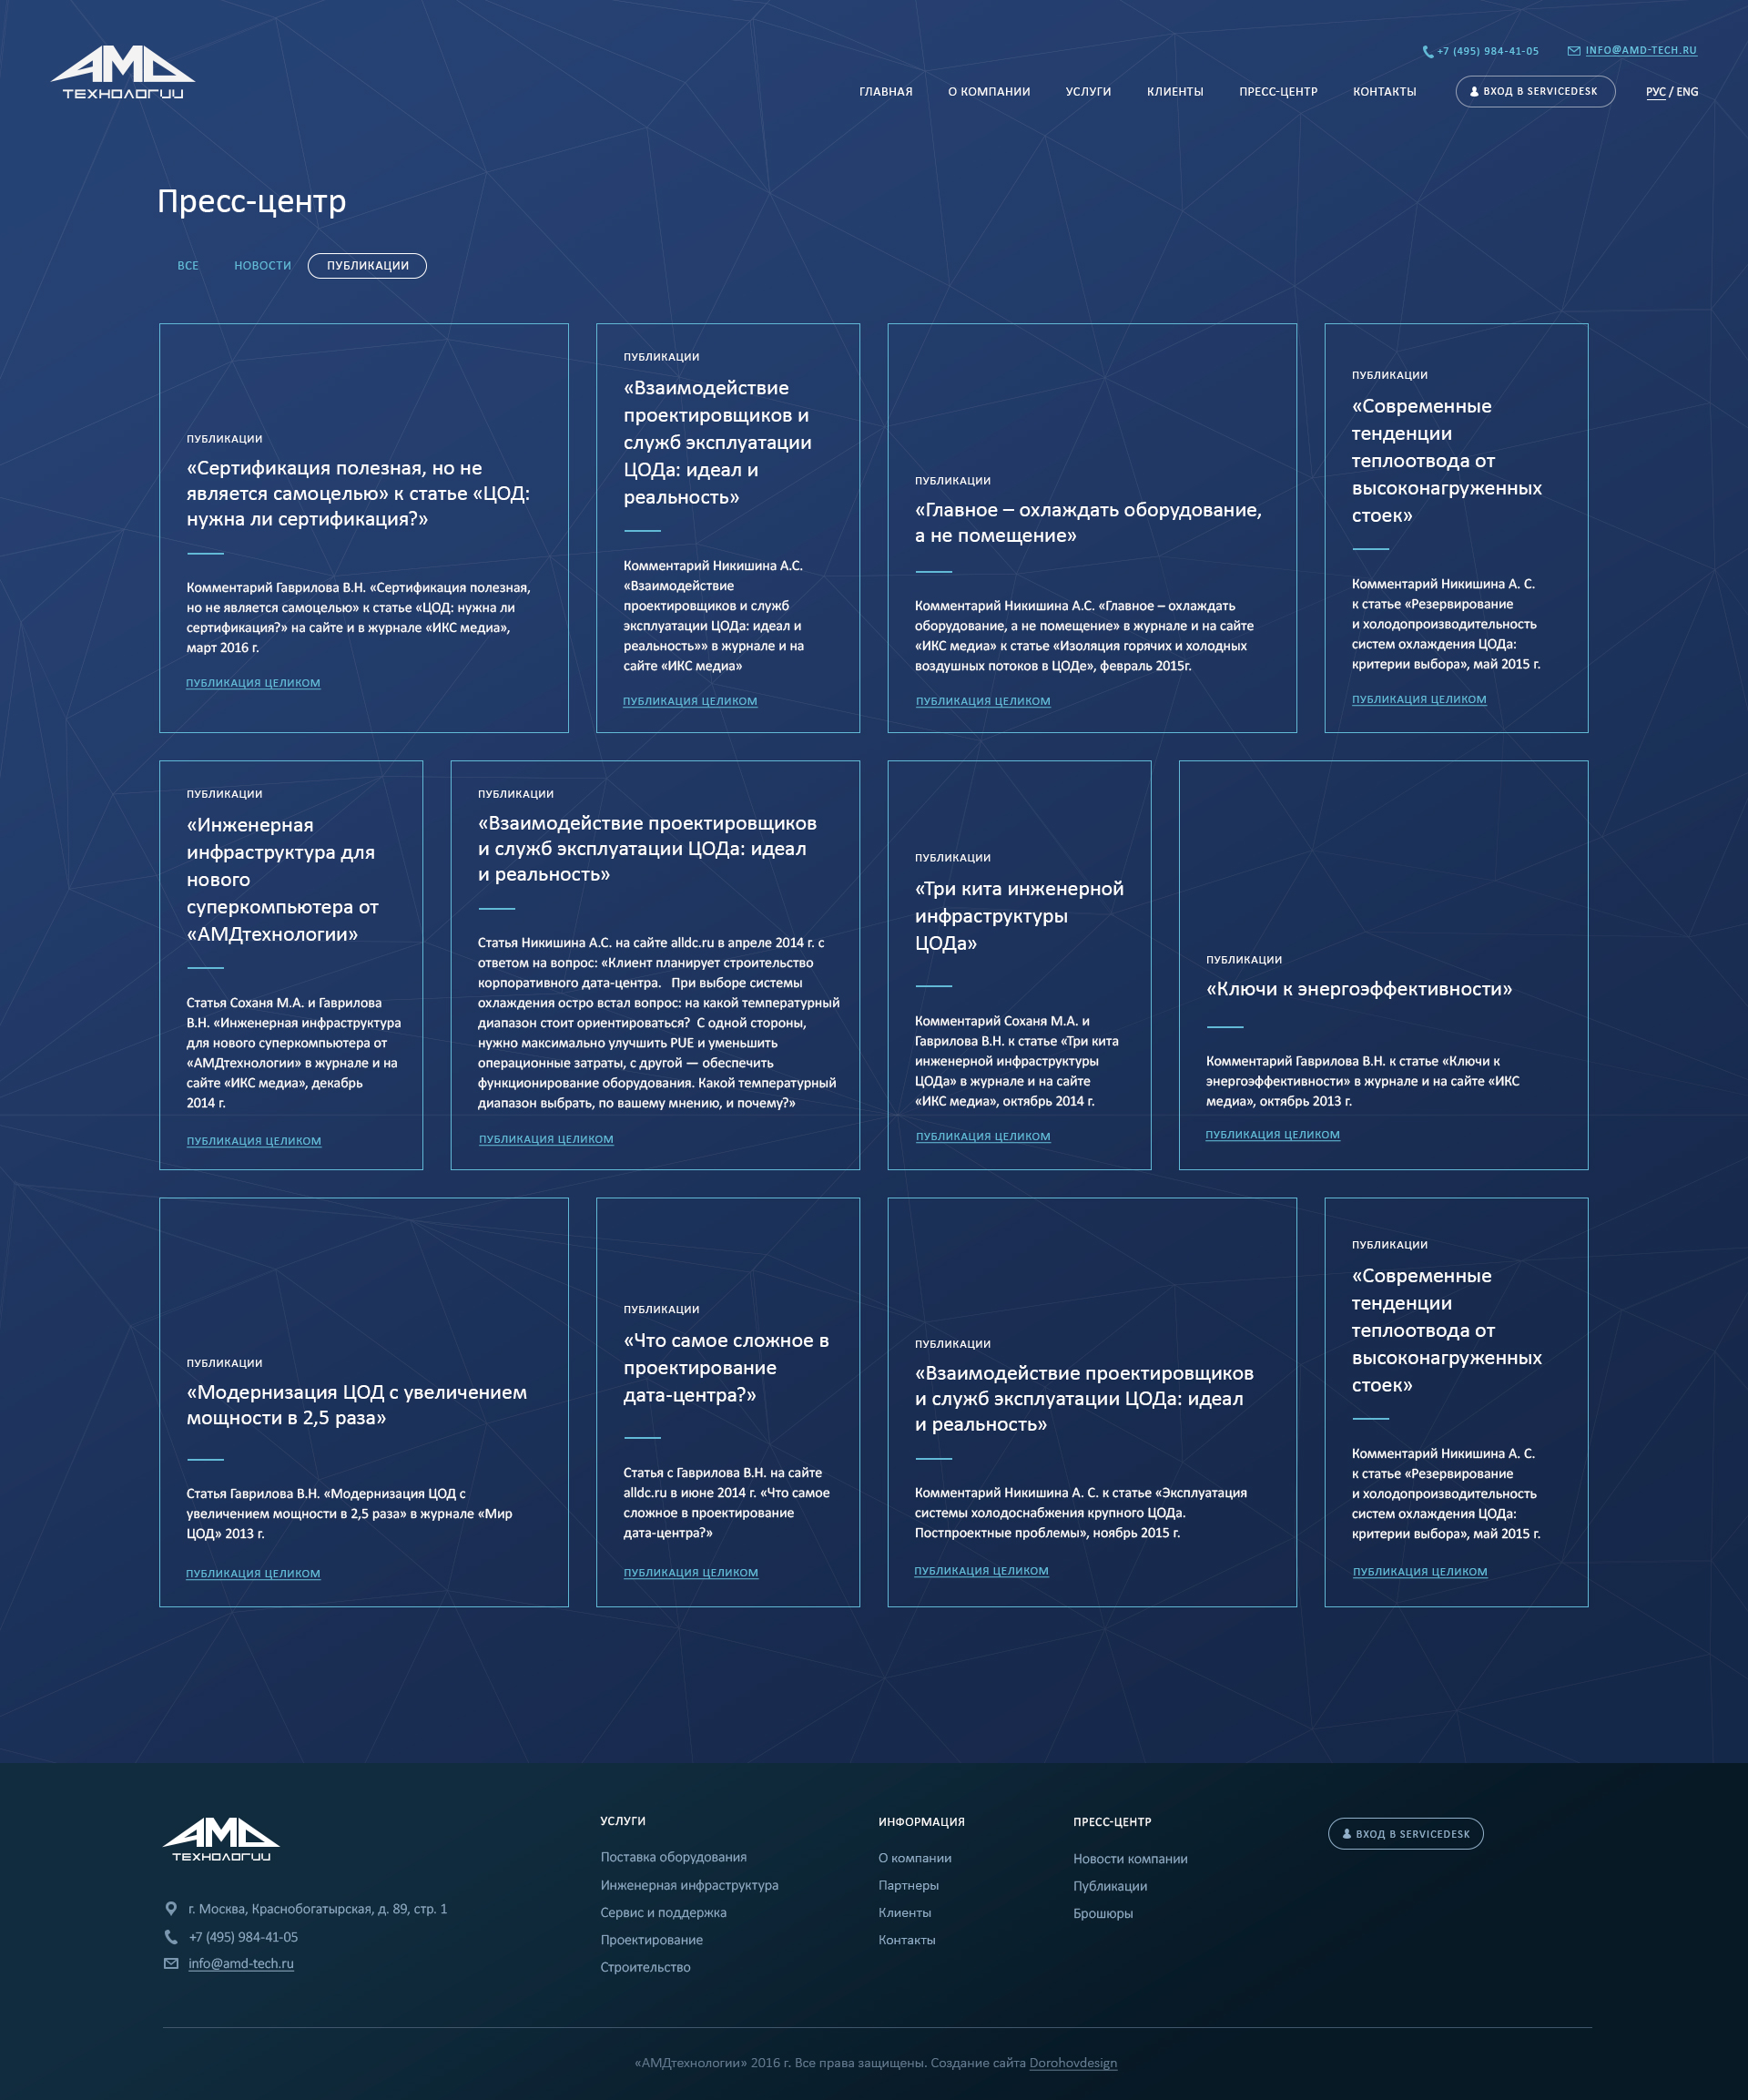 АМD
ТЕХНОЛОГИИ
+7 (495) 984-41-05
INFO@AMD-TECH.RU
ГЛАВНАЯ
О КОМПАНИИ
УСЛУГИ
КЛИЕНТЫ
ПРЕСС-ЦЕНТР
КОНТАКТЫ
ВХОД В SERVICEDESK
РУС / ENG
Пресс-центр
ВСЕ
НОВОСТИ
ПУБЛИКАЦИИ
ПУБЛИКАЦИИ
«Сертификация полезная, но не
является самоцелью» к статье «ЦОД:
нужна ли сертификация?»
Комментарий Гаврилова В.Н. «Сертификация полезная,
но не является самоцелью» к статье «ЦОД: нужна ли
сертификация?» на сайте и в журнале «ИКС медиа»,
март 2016 г.
ПУБЛИКАЦИЯ ЦЕЛИКОМ
ПУБЛИКАЦИИ
«Взаимодействие
проектировщиков и
служб эксплуатации
ЦОДа: идеал и
реальность»
Комментарий Никишина А.С.
«Взаимодействие
проектировщиков и служб
эксплуатации ЦОДа: идеал и
реальность»» в журнале и на
сайте «ИКС медиа»
ПУБЛИКАЦИЯ ЦЕЛИКОМ
ПУБЛИКАЦИИ
«Главное – охлаждать оборудование,
а не помещение»
Комментарий Никишина А.С. «Главное – охлаждать
оборудование, а не помещение» в журнале и на сайте
«ИКС медиа» к статье «Изоляция горячих и холодных
воздушных потоков в ЦОДе», февраль 2015г.
ПУБЛИКАЦИЯ ЦЕЛИКОМ
ПУБЛИКАЦИИ
«Современные
тенденции
теплоотвода от
высоконагруженных
стоек»
Комментарий Никишина А. С.
к статье «Резервирование
и холодопроизводительность
систем охлаждения ЦОДа:
критерии выбора», май 2015 г.
ПУБЛИКАЦИЯ ЦЕЛИКОМ
ПУБЛИКАЦИИ
«Инженерная
инфраструктура для
нового
суперкомпьютера от
«АМДтехнологии»
Статья Соханя М.А. и Гаврилова
В.Н. «Инженерная инфраструктура
для нового суперкомпьютера от
«АМДтехнологии» в журнале и на
сайте «ИКС медиа», декабрь
2014 г.
ПУБЛИКАЦИЯ ЦЕЛИКОМ
ПУБЛИКАЦИИ
«Взаимодействие проектировщиков
и служб эксплуатации ЦОДа: идеал
и реальность»
Статья Никишина А.С. на сайте alldc.ru в апреле 2014 г. с
ответом на вопрос: «Клиент планирует строительство
корпоративного дата-центра. При выборе системы
охлаждения остро встал вопрос: на какой температурный
диапазон стоит ориентироваться? С одной стороны,
нужно максимально улучшить PUE и уменьшить
операционные затраты, с другой — обеспечить
функционирование оборудования. Какой температурный
диапазон выбрать, по вашему мнению, и почему?»
ПУБЛИКАЦИЯ ЦЕЛИКОМ
ПУБЛИКАЦИИ
«Три кита инженерной
инфраструктуры
ЦОДа»
Комментарий Соханя М.А. и
Гаврилова В.Н. к статье «Три кита
инженерной инфраструктуры
ЦОДа» в журнале и на сайте
«ИКС медиа», октябрь 2014 г.
ПУБЛИКАЦИЯ ЦЕЛИКОМ
ПУБЛИКАЦИИ
«Ключи к энергоэффективности»
Комментарий Гаврилова В.Н. к статье «Ключи к
энергоэффективности» в журнале и на сайте «ИКС
медиа», октябрь 2013 г.
ПУБЛИКАЦИЯ ЦЕЛИКОМ
ПУБЛИКАЦИИ
«Модернизация ЦОД с увеличением
мощности в 2,5 раза»
Статья Гаврилова В.Н. «Модернизация ЦОД с
увеличением мощности в 2,5 раза» в журнале «Мир
ЦОД» 2013 г.
ПУБЛИКАЦИЯ ЦЕЛИКОМ
ПУБЛИКАЦИИ
«Что самое сложное в
проектирование
дата-центра?»
Статья с Гаврилова В.Н. на сайте
alldc.ru в июне 2014 г. «Что самое
сложное в проектирование
дата-центра?»
ПУБЛИКАЦИЯ ЦЕЛИКОМ
ПУБЛИКАЦИИ
«Взаимодействие проектировщиков
и служб эксплуатации ЦОДа: идеал
и реальность»
Комментарий Никишина А. С. к статье «Эксплуатация
системы холодоснабжения крупного ЦОДа.
Постпроектные проблемы», ноябрь 2015 г.
ПУБЛИКАЦИЯ ЦЕЛИКОМ
ПУБЛИКАЦИИ
«Современные
тенденции
теплоотвода от
высоконагруженных
стоек»
Комментарий Никишина А. С.
к статье «Резервирование
и холодопроизводительность
систем охлаждения ЦОДа:
критерии выбора», май 2015 г.
ПУБЛИКАЦИЯ ЦЕЛИКОМ
АМD
ТЕХНОЛОГИИ
г. Москва, Краснобогатырская, д. 89, стр. 1
+7 (495) 984-41-05
info@amd-tech.ru
УСЛУГИ
Поставка оборудования
Инженерная инфраструктура
Сервис и поддержка
Проектирование
Строительство
ИНФОРМАЦИЯ
О компании
Партнеры
Клиенты
Контакты
ПРЕСС-ЦЕНТР
Новости компании
Публикации
Брошюры
ВХОД В SERVICEDESK
«АМДтехнологии» 2016 г. Все права защищены. Создание сайта Dorohovdesign